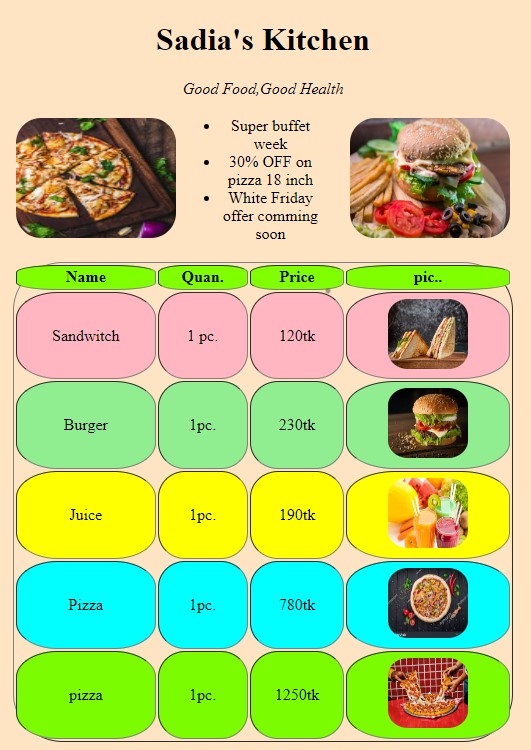 Sadia's Kitchen
Good Food,Good Health
Super buffet
week
30% OFF on
pizza 18 inch
White Friday
offer comming
soon
Name Quan. Price pic..
Sandwitch 1 pc. 120tk
Burger 1pc. 230tk
Juice 1pc. 190tk
Pizza 1pc. 780tk
pizza 1pc. 1250tk